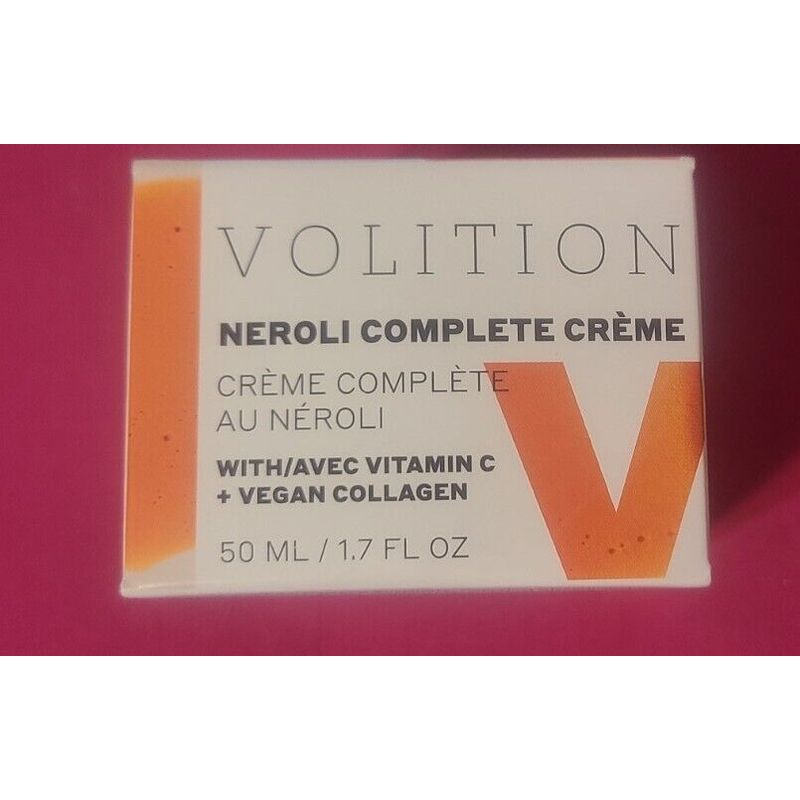 VOLITION
NEROLI COMPLETE CRÈME
CRÈME COMPLÈTE
AU NÉROLI
WITH/AVEC VITAMIN C
+ VEGAN COLLAGEN
50 ML / 1.7 FL OZ
V